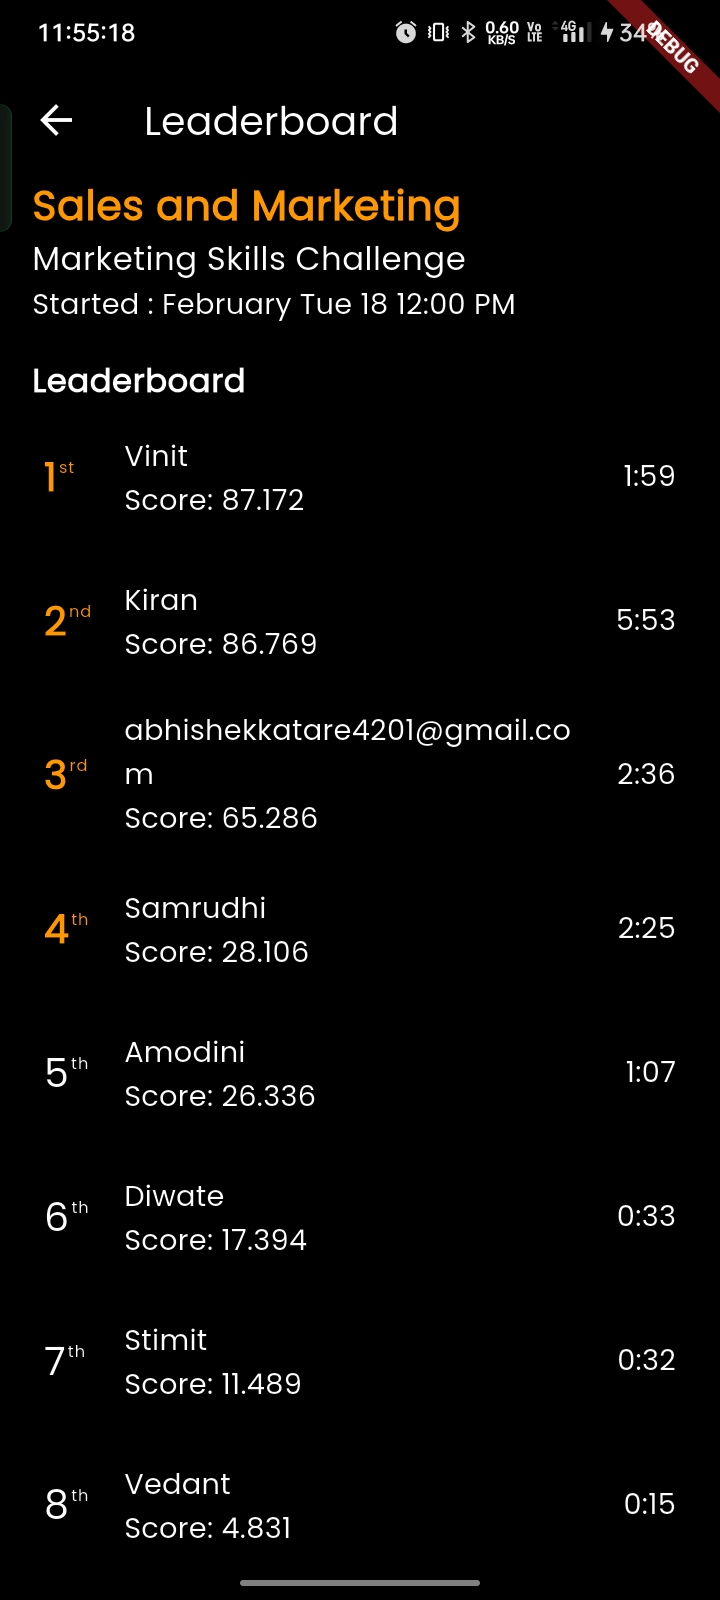 11:55:18 0.60 KB/S Vo LTE 4G 34%
DEBUG
Leaderboard
Sales and Marketing
Marketing Skills Challenge
Started : February Tue 18 12:00 PM
Leaderboard
1st Vinit
Score: 87.172 1:59
2nd Kiran
Score: 86.769 5:53
3rd abhishekkatare4201@gmail.co
m
Score: 65.286 2:36
4th Samrudhi
Score: 28.106 2:25
5th Amodini
Score: 26.336 1:07
6th Diwate
Score: 17.394 0:33
7th Stimit
Score: 11.489 0:32
8th Vedant
Score: 4.831 0:15